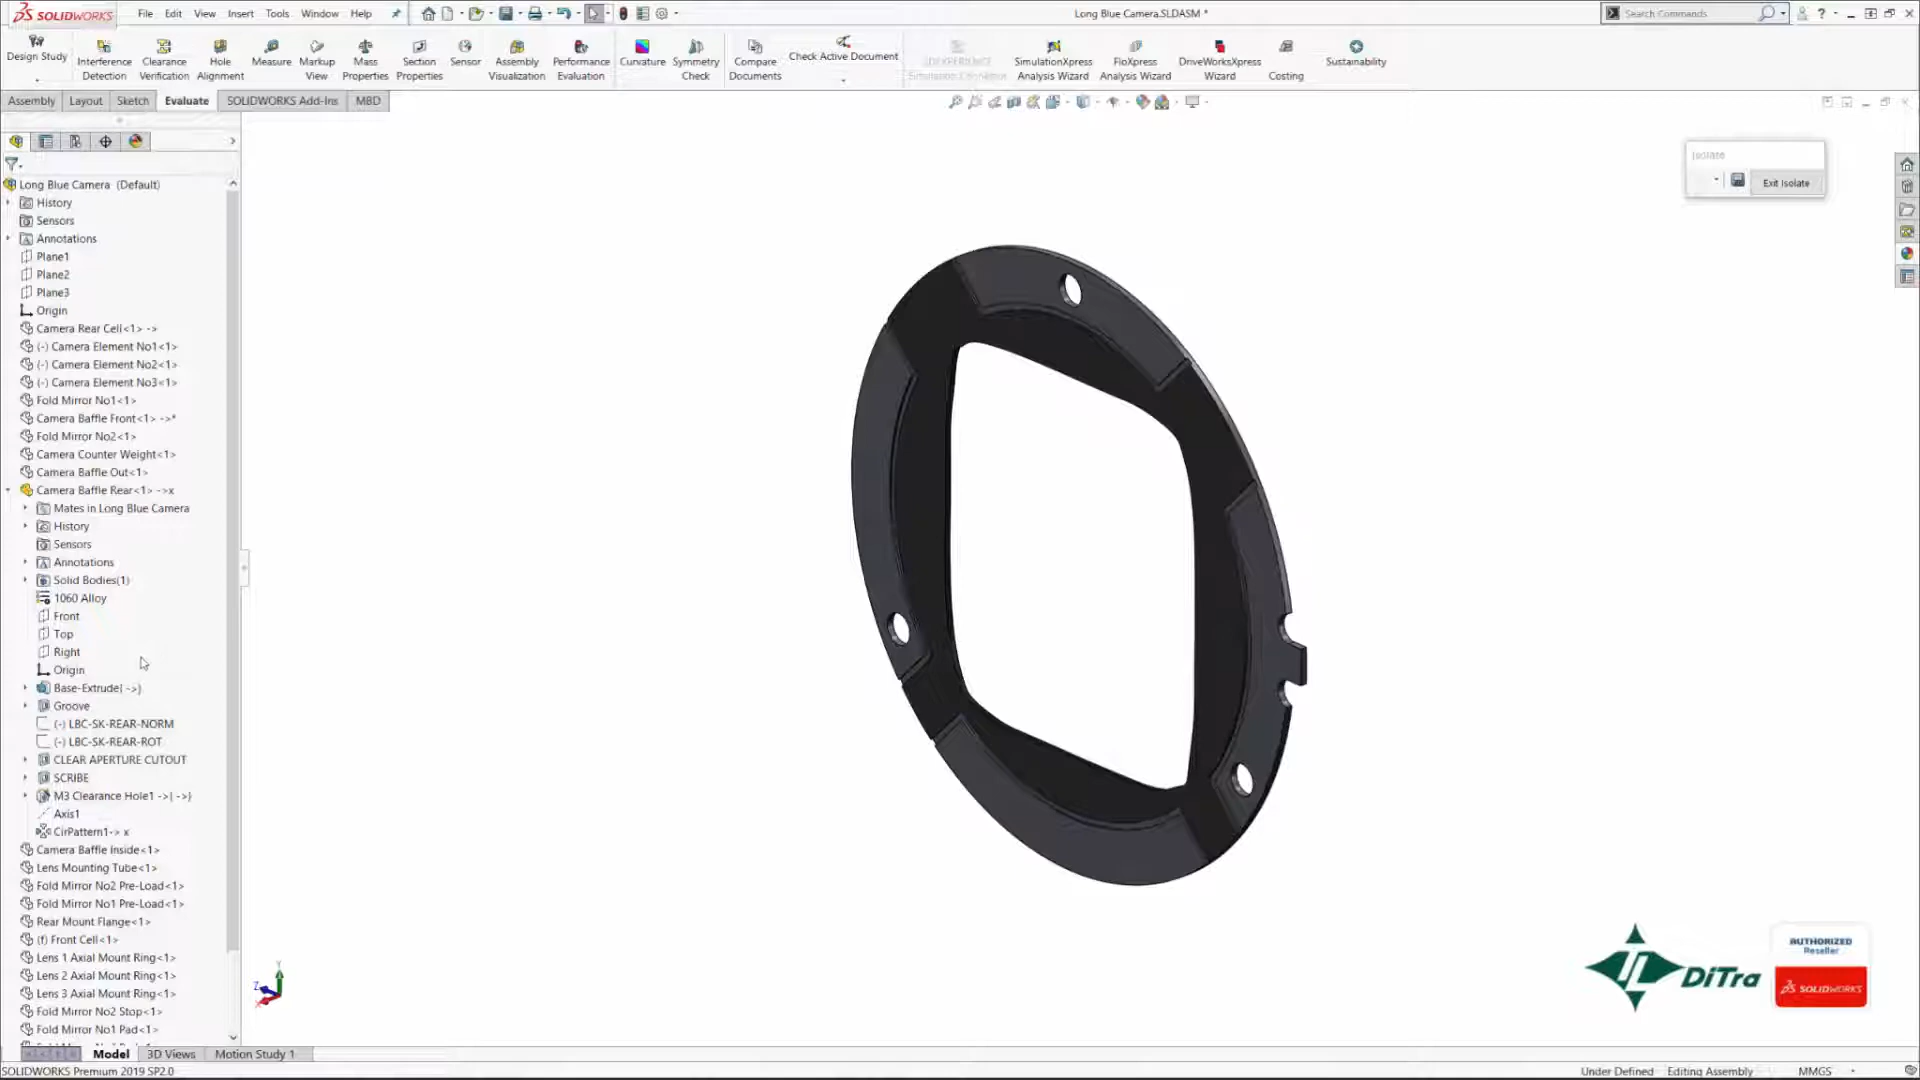 SOLIDWORKS
File Edit View Insert Tools Window Help
Long Blue Camera.SLDASM *
Search Commands
Design Study
Interference Detection
Clearance Verification
Hole Alignment
Measure
Markup View
Mass Properties
Section Properties
Sensor
Assembly Visualization
Performance Evaluation
Curvature
Symmetry Check
Compare Documents
Check Active Document
SimulationXpress Analysis Wizard
FloXpress Analysis Wizard
DriveWorksXpress Wizard
Costing
Sustainability
Assembly Layout Sketch Evaluate SOLIDWORKS Add-Ins MBD
Isolate
Exit Isolate
Long Blue Camera (Default)
History
Sensors
Annotations
Plane1
Plane2
Plane3
Origin
Camera Rear Cell<1> ->
(-) Camera Element No1<1>
(-) Camera Element No2<1>
(-) Camera Element No3<1>
Fold Mirror No1<1>
Camera Baffle Front<1> ->*
Fold Mirror No2<1>
Camera Counter Weight<1>
Camera Baffle Out<1>
Camera Baffle Rear<1> ->x
Mates in Long Blue Camera
History
Sensors
Annotations
Solid Bodies(1)
1060 Alloy
Front
Top
Right
Origin
Base-Extrude{ ->}
Groove
(-) LBC-SK-REAR-NORM
(-) LBC-SK-REAR-ROT
CLEAR APERTURE CUTOUT
SCRIBE
M3 Clearance Hole1 ->{ ->}
Axis1
CirPattern1-> x
Camera Baffle Inside<1>
Lens Mounting Tube<1>
Fold Mirror No2 Pre-Load<1>
Fold Mirror No1 Pre-Load<1>
Rear Mount Flange<1>
(f) Front Cell<1>
Lens 1 Axial Mount Ring<1>
Lens 2 Axial Mount Ring<1>
Lens 3 Axial Mount Ring<1>
Fold Mirror No2 Stop<1>
Fold Mirror No1 Pad<1>
Y
Z
X
DiTra
AUTHORIZED
Reseller
SOLIDWORKS
Model 3D Views Motion Study 1
SOLIDWORKS Premium 2019 SP2.0
Under Defined Editing Assembly MMGS